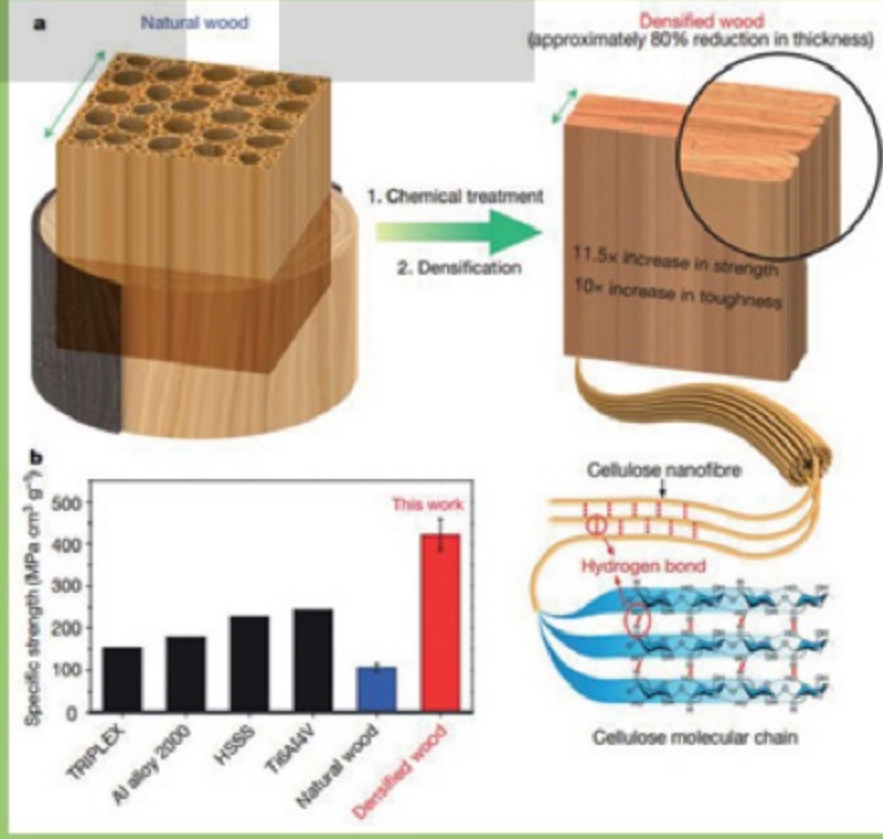 a
Natural wood
Densified wood
(approximately 80% reduction in thickness)
1. Chemical treatment
2. Densification
11.5× increase in strength
10× increase in toughness
b
Specific strength (MPa cm³ g⁻¹)
500
400
300
200
100
0
This work
TRIPLEX
Al alloy 2000
HSSS
Ti6Al4V
Natural wood
Densified wood
Cellulose nanofibre
Hydrogen bond
Cellulose molecular chain